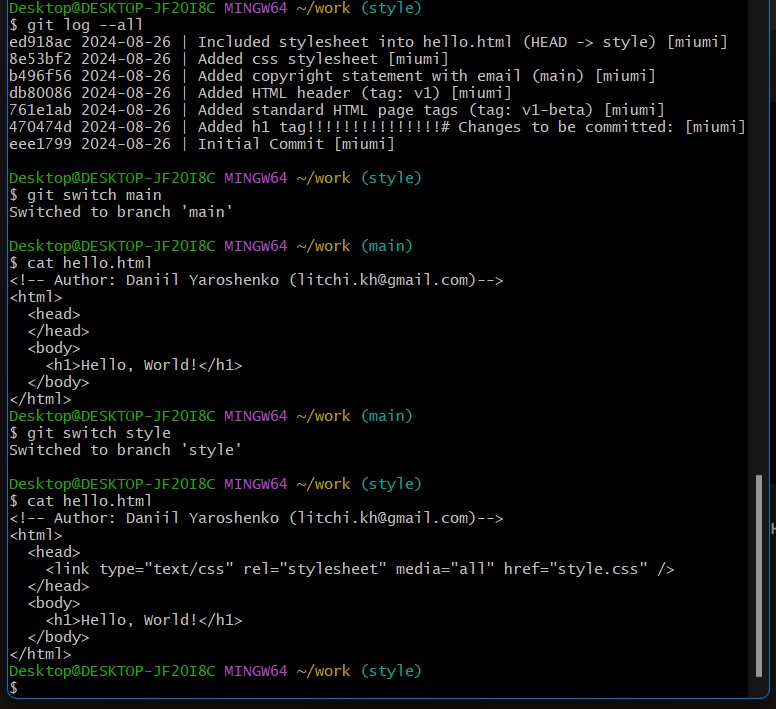 Desktop@DESKTOP-JF2OI8C MINGW64 ~/work (style)
$ git log --all
ed918ac 2024-08-26 | Included stylesheet into hello.html (HEAD -> style) [miumi]
8e53bf2 2024-08-26 | Added css stylesheet [miumi]
b496f56 2024-08-26 | Added copyright statement with email (main) [miumi]
db80086 2024-08-26 | Added HTML header (tag: v1) [miumi]
761e1ab 2024-08-26 | Added standard HTML page tags (tag: v1-beta) [miumi]
470474d 2024-08-26 | Added h1 tag!!!!!!!!!!!!!!!# Changes to be committed: [miumi]
eee1799 2024-08-26 | Initial Commit [miumi]
Desktop@DESKTOP-JF2OI8C MINGW64 ~/work (style)
$ git switch main
Switched to branch 'main'
Desktop@DESKTOP-JF2OI8C MINGW64 ~/work (main)
$ cat hello.html
<!-- Author: Daniil Yaroshenko (litchi.kh@gmail.com)-->
<html>
  <head>
  </head>
  <body>
    <h1>Hello, World!</h1>
  </body>
</html>
Desktop@DESKTOP-JF2OI8C MINGW64 ~/work (main)
$ git switch style
Switched to branch 'style'
Desktop@DESKTOP-JF2OI8C MINGW64 ~/work (style)
$ cat hello.html
<!-- Author: Daniil Yaroshenko (litchi.kh@gmail.com)-->
<html>
  <head>
    <link type="text/css" rel="stylesheet" media="all" href="style.css" />
  </head>
  <body>
    <h1>Hello, World!</h1>
  </body>
</html>
Desktop@DESKTOP-JF2OI8C MINGW64 ~/work (style)
$